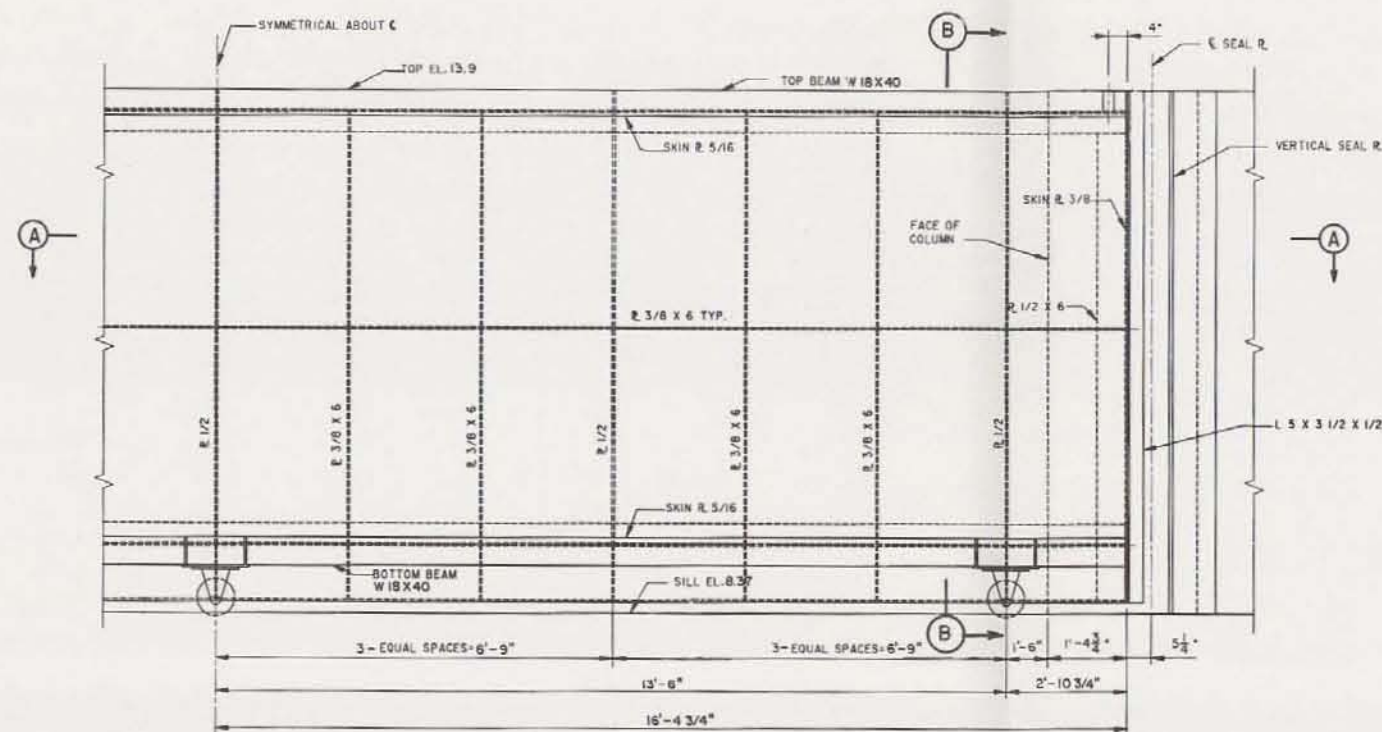 SYMMETRICAL ABOUT ℄
B
4"
℄ SEAL ⅊
TOP EL. 13.9
TOP BEAM W 18X40
SKIN ⅊ 5/16
VERTICAL SEAL ⅊
SKIN ⅊ 3/8
A
FACE OF
COLUMN
A
⅊ 3/8 X 6 TYP.
⅊ 1/2 X 6
⅊ 1/2
⅊ 3/8 X 6
⅊ 3/8 X 6
⅊ 1/2
⅊ 3/8 X 6
⅊ 3/8 X 6
⅊ 1/2
L 5 X 3 1/2 X 1/2
SKIN ⅊ 5/16
BOTTOM BEAM
W 18X40
SILL EL. 8.37
B
3-EQUAL SPACES=6'-9"
3-EQUAL SPACES=6'-9"
1'-6"
1'-4 3/4"
5 1/4"
13'-6"
2'-10 3/4"
16'-4 3/4"